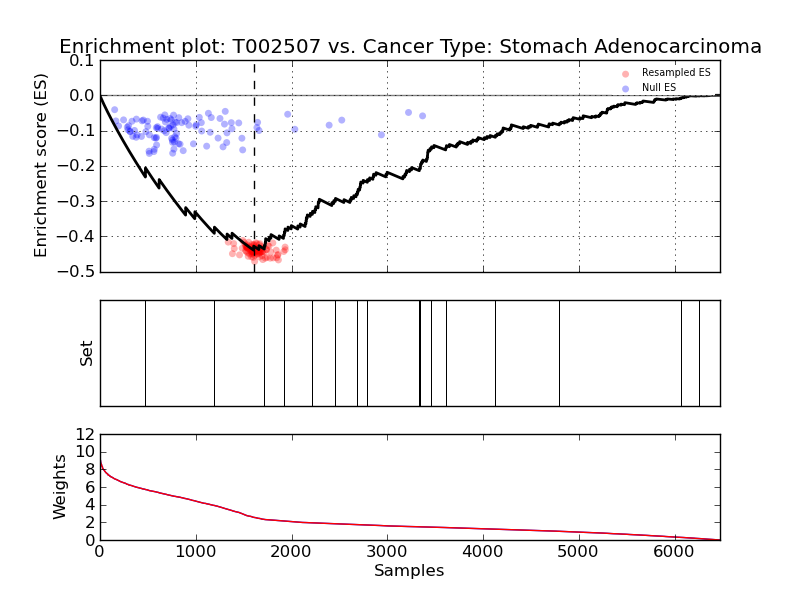 Enrichment plot: T002507 vs. Cancer Type: Stomach Adenocarcinoma
Enrichment score (ES)
0.1
0.0
−0.1
−0.2
−0.3
−0.4
−0.5
Resampled ES
Null ES
Set
Weights
12
10
8
6
4
2
0
0 1000 2000 3000 4000 5000 6000
Samples